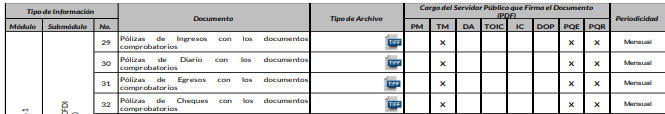 Tipo de Información Documento Tipo de Archivo Cargo del Servidor Público que Firma el Documento (PDF) Periodicidad
Módulo Submódulo No. PM TM DA TOIC IC DOP PQE PQR
29 Pólizas de Ingresos con los documentos comprobatorios TIFF X X X Mensual
30 Pólizas de Diario con los documentos comprobatorios TIFF X X X Mensual
31 Pólizas de Egresos con los documentos comprobatorios TIFF X X X Mensual
32 Pólizas de Cheques con los documentos comprobatorios TIFF X X X Mensual